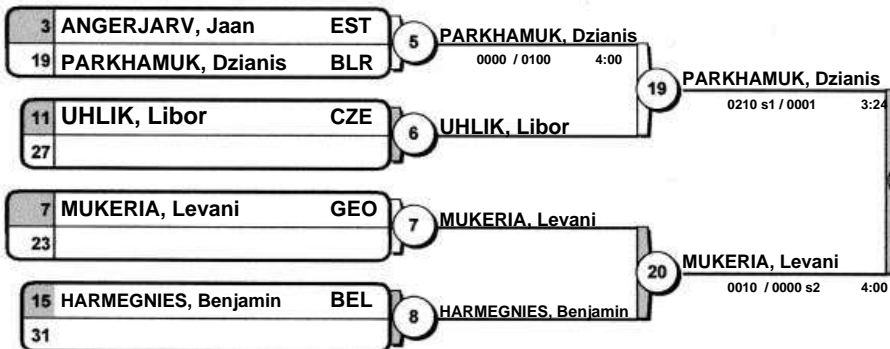 3 ANGERJARV, Jaan EST
19 PARKHAMUK, Dzianis BLR
5 PARKHAMUK, Dzianis
0000 / 0100 4:00
11 UHLIK, Libor CZE
27
6 UHLIK, Libor
19 PARKHAMUK, Dzianis
0210 s1 / 0001 3:24
7 MUKERIA, Levani GEO
23
7 MUKERIA, Levani
15 HARMEGNIES, Benjamin BEL
31
8 HARMEGNIES, Benjamin
20 MUKERIA, Levani
0010 / 0000 s2 4:00